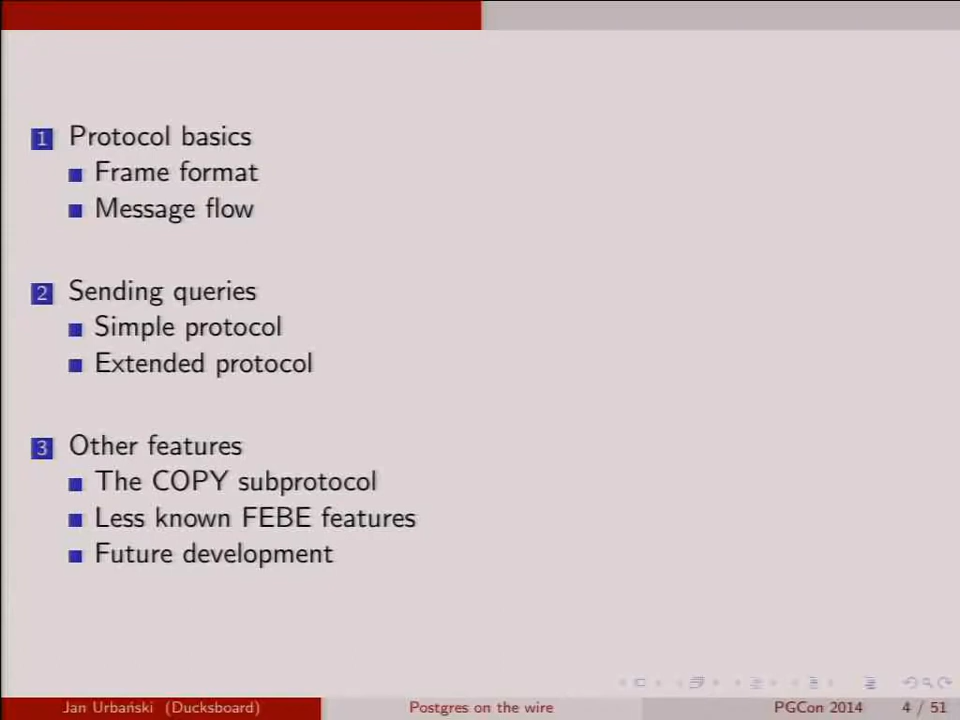 1 Protocol basics
Frame format
Message flow
2 Sending queries
Simple protocol
Extended protocol
3 Other features
The COPY subprotocol
Less known FEBE features
Future development
Jan Urbański (Ducksboard) Postgres on the wire PGCon 2014 4 / 51